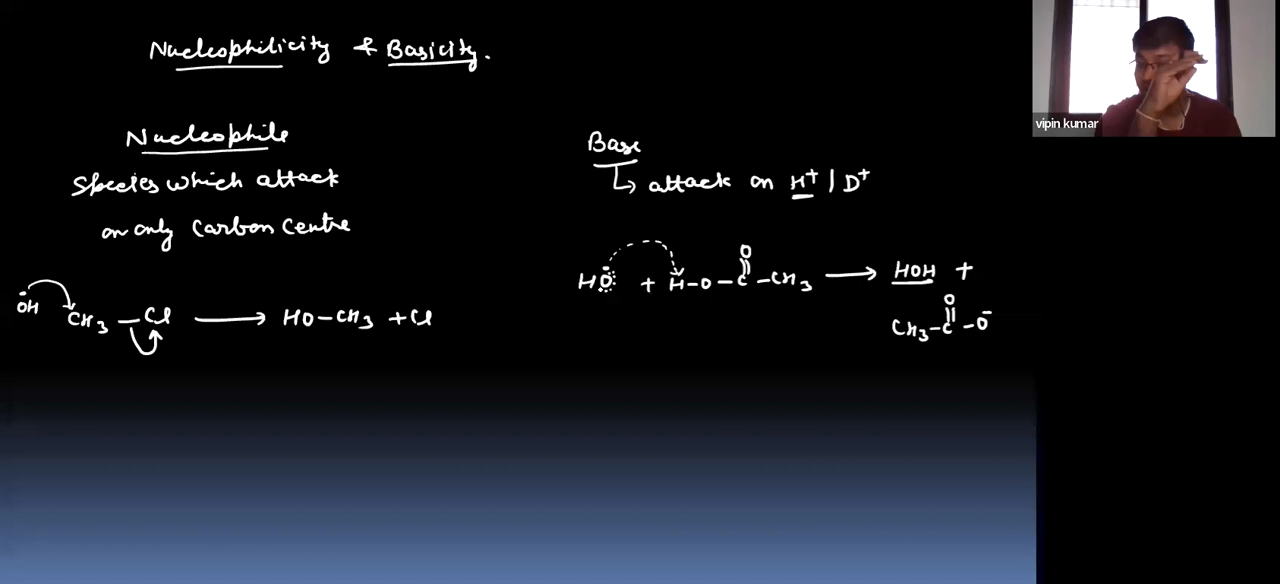 Nucleophilicity & Basicity.
vipin kumar
Nucleophile
Species which attack
on only Carbon Centre
ŌH CH3—Cl → HO–CH3 + Cl
Base
↳ attack on H+ | D+
HŌ + H–O–C(=O)–CH3 → HOH +
CH3–C(=O)–O-